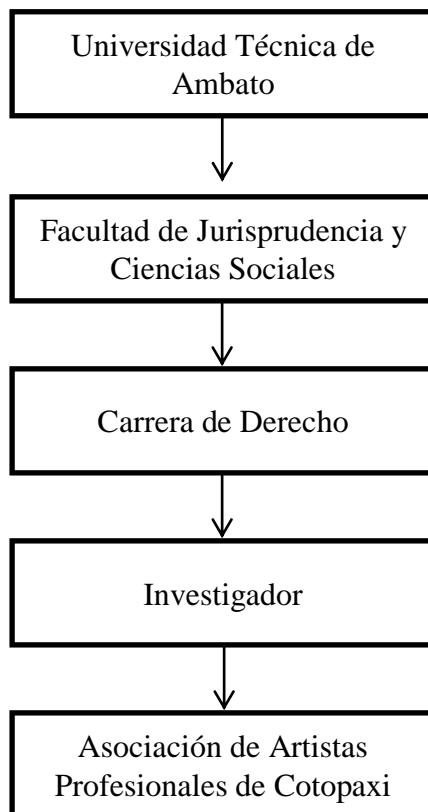 Universidad Técnica de
Ambato
Facultad de Jurisprudencia y
Ciencias Sociales
Carrera de Derecho
Investigador
Asociación de Artistas
Profesionales de Cotopaxi